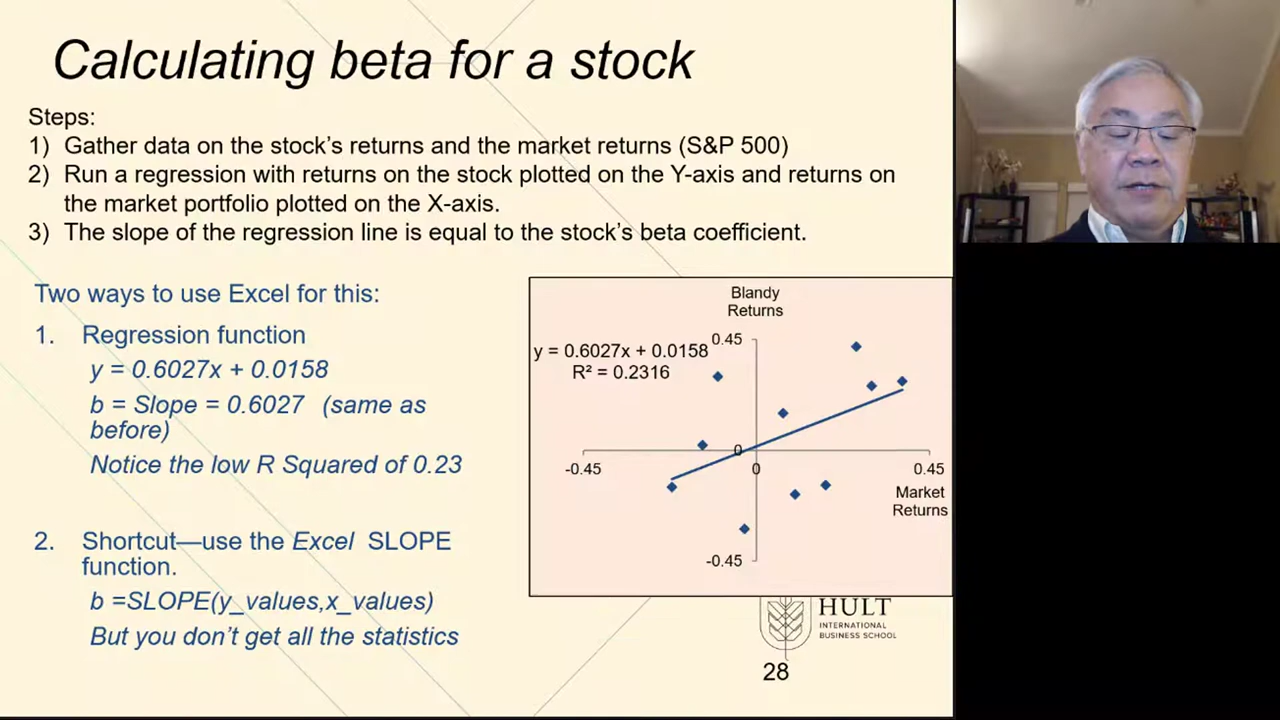 Calculating beta for a stock
Steps:
1) Gather data on the stock's returns and the market returns (S&P 500)
2) Run a regression with returns on the stock plotted on the Y-axis and returns on
the market portfolio plotted on the X-axis.
3) The slope of the regression line is equal to the stock's beta coefficient.
Two ways to use Excel for this:
1. Regression function
y = 0.6027x + 0.0158
b = Slope = 0.6027 (same as
before)
Notice the low R Squared of 0.23
2. Shortcut—use the Excel SLOPE
function.
b =SLOPE(y_values,x_values)
But you don't get all the statistics
Blandy
Returns
0.45
y = 0.6027x + 0.0158
R² = 0.2316
0
-0.45
0
0.45
Market
Returns
-0.45
HULT
INTERNATIONAL
BUSINESS SCHOOL
28